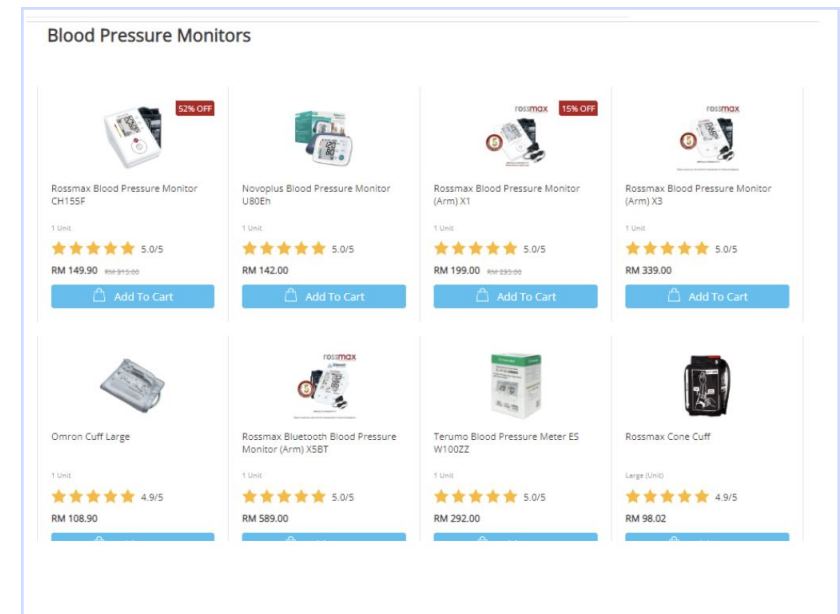 Blood Pressure Monitors
52% OFF
rossmax 15% OFF
rossmax
Rossmax Blood Pressure Monitor
CH155F
1 Unit
5.0/5
RM 149.90 RM 315.00
Add To Cart
Novoplus Blood Pressure Monitor
U80Eh
1 Unit
5.0/5
RM 142.00
Add To Cart
Rossmax Blood Pressure Monitor
(Arm) X1
1 Unit
5.0/5
RM 199.00 RM 235.00
Add To Cart
Rossmax Blood Pressure Monitor
(Arm) X3
1 Unit
5.0/5
RM 339.00
Add To Cart
Omron Cuff Large
1 Unit
4.9/5
RM 108.90
rossmax
Rossmax Bluetooth Blood Pressure
Monitor (Arm) X5BT
1 Unit
5.0/5
RM 589.00
Terumo Blood Pressure Meter ES
W100ZZ
1 Unit
5.0/5
RM 292.00
Rossmax Cone Cuff
Large (Unit)
4.9/5
RM 98.02